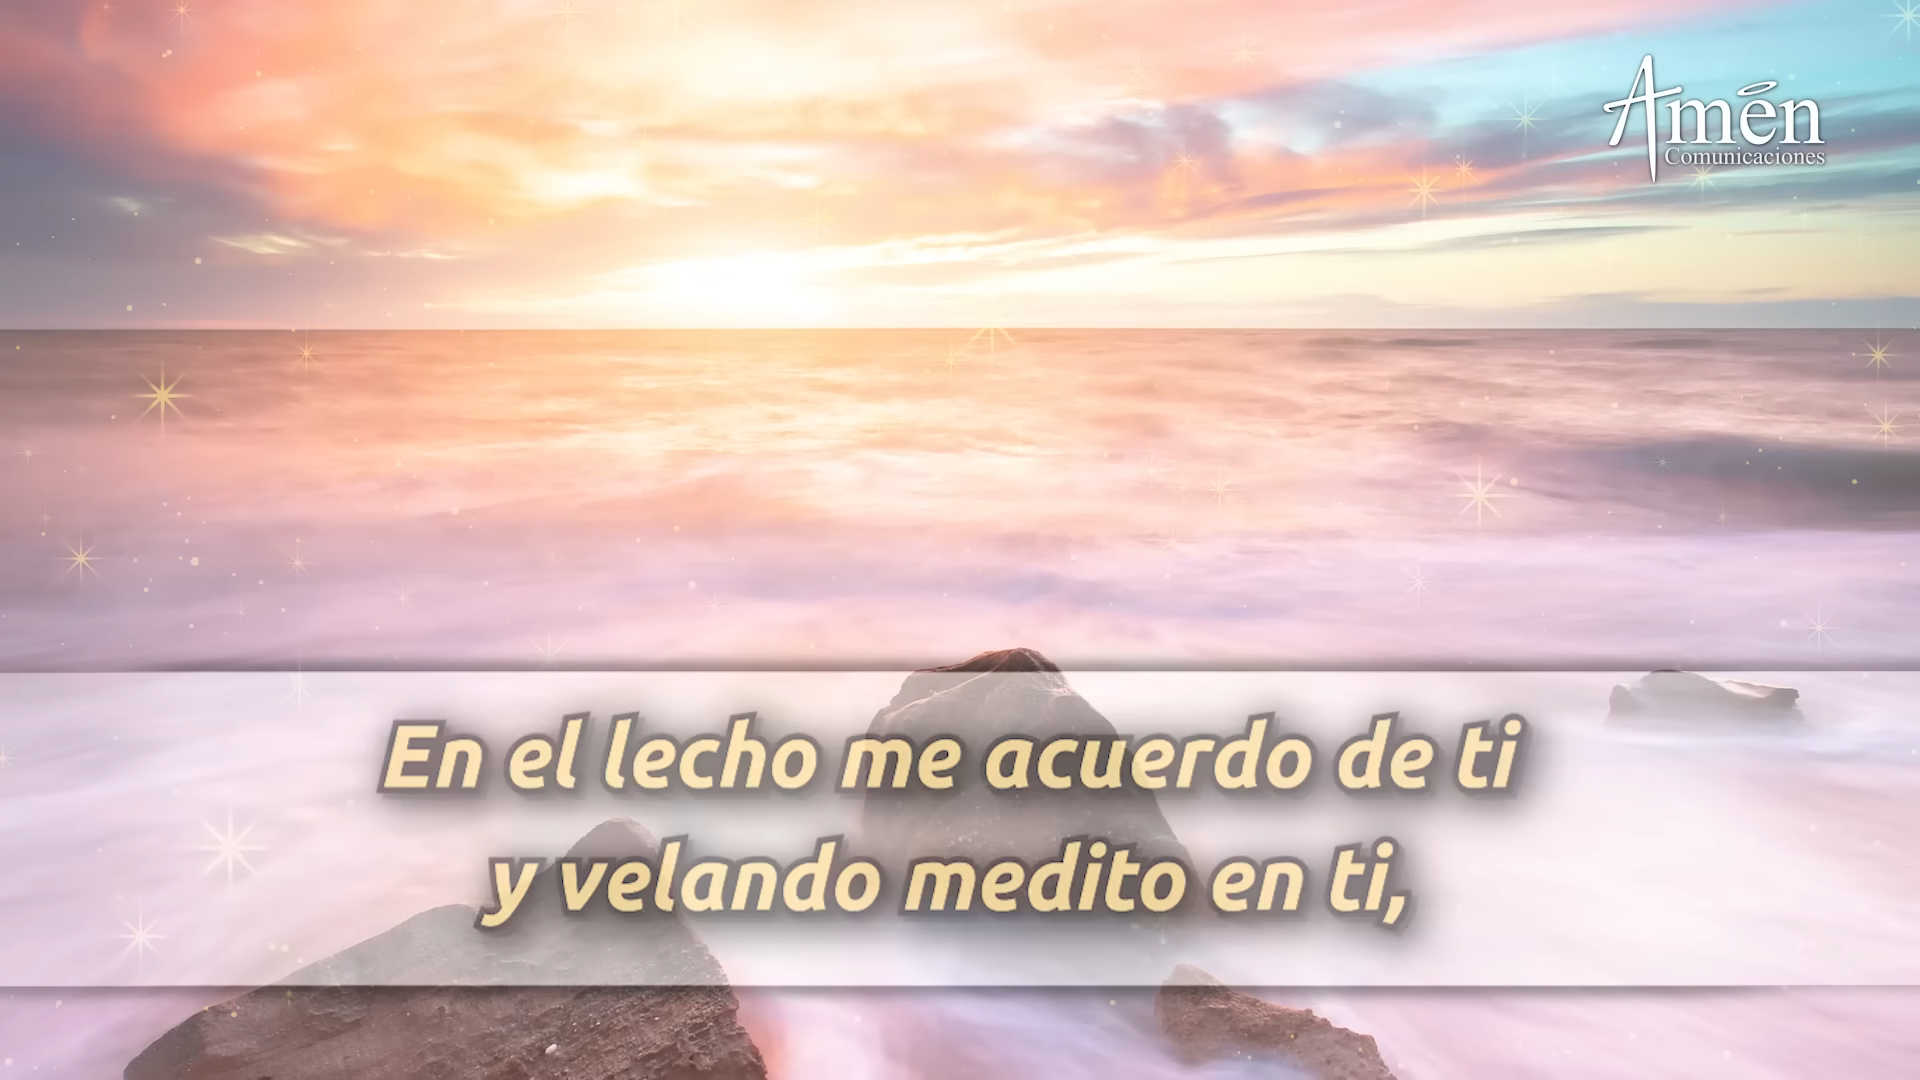 Amén
Comunicaciones
En el lecho me acuerdo de ti
y velando medito en ti,